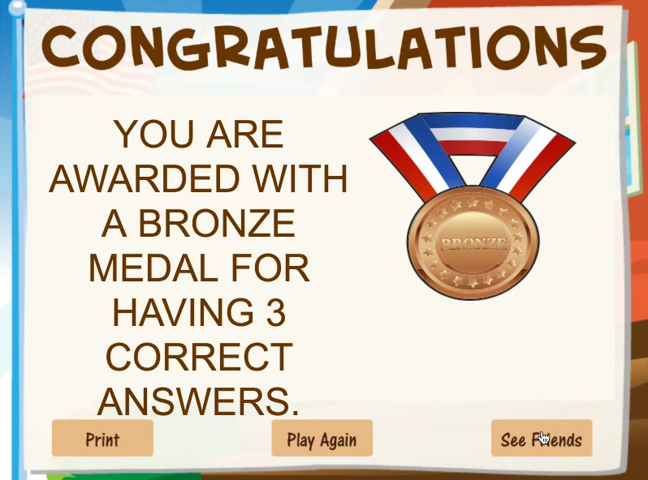 CONGRATULATIONS
YOU ARE
AWARDED WITH
A BRONZE
MEDAL FOR
HAVING 3
CORRECT
ANSWERS.
BRONZE
Print
Play Again
See Friends